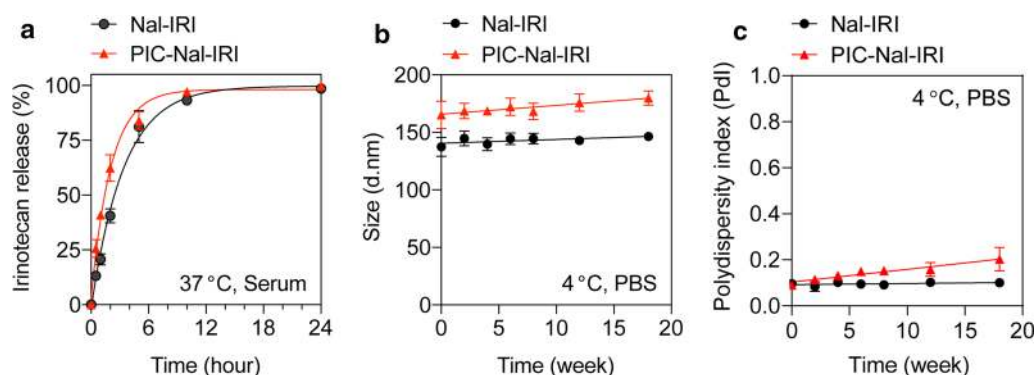 a
Nal-IRI
PIC-Nal-IRI
Irinotecan release (%)
100
75
50
25
0
37 °C, Serum
0 6 12 18 24
Time (hour)
b
Nal-IRI
PIC-Nal-IRI
Size (d.nm)
200
150
100
50
0
4 °C, PBS
0 5 10 15 20
Time (week)
c
Nal-IRI
PIC-Nal-IRI
Polydispersity index (PdI)
1.0
0.8
0.6
0.4
0.2
0.0
4 °C, PBS
0 5 10 15 20
Time (week)